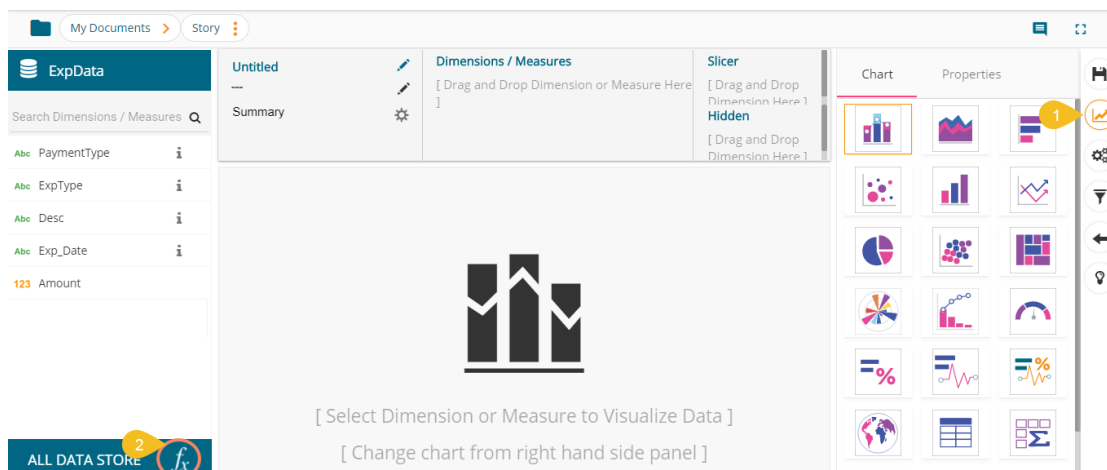 My Documents > Story
ExpData
Search Dimensions / Measures
Abc PaymentType i
Abc ExpType i
Abc Desc i
Abc Exp_Date i
123 Amount
2
ALL DATA STORE fx
Untitled
---
Summary
Dimensions / Measures
[ Drag and Drop Dimension or Measure Here
]
Slicer
[ Drag and Drop
Dimension Here ]
Hidden
[ Drag and Drop
Dimension Here ]
[ Select Dimension or Measure to Visualize Data ]
[ Change chart from right hand side panel ]
Chart Properties
1
%
%
Σ